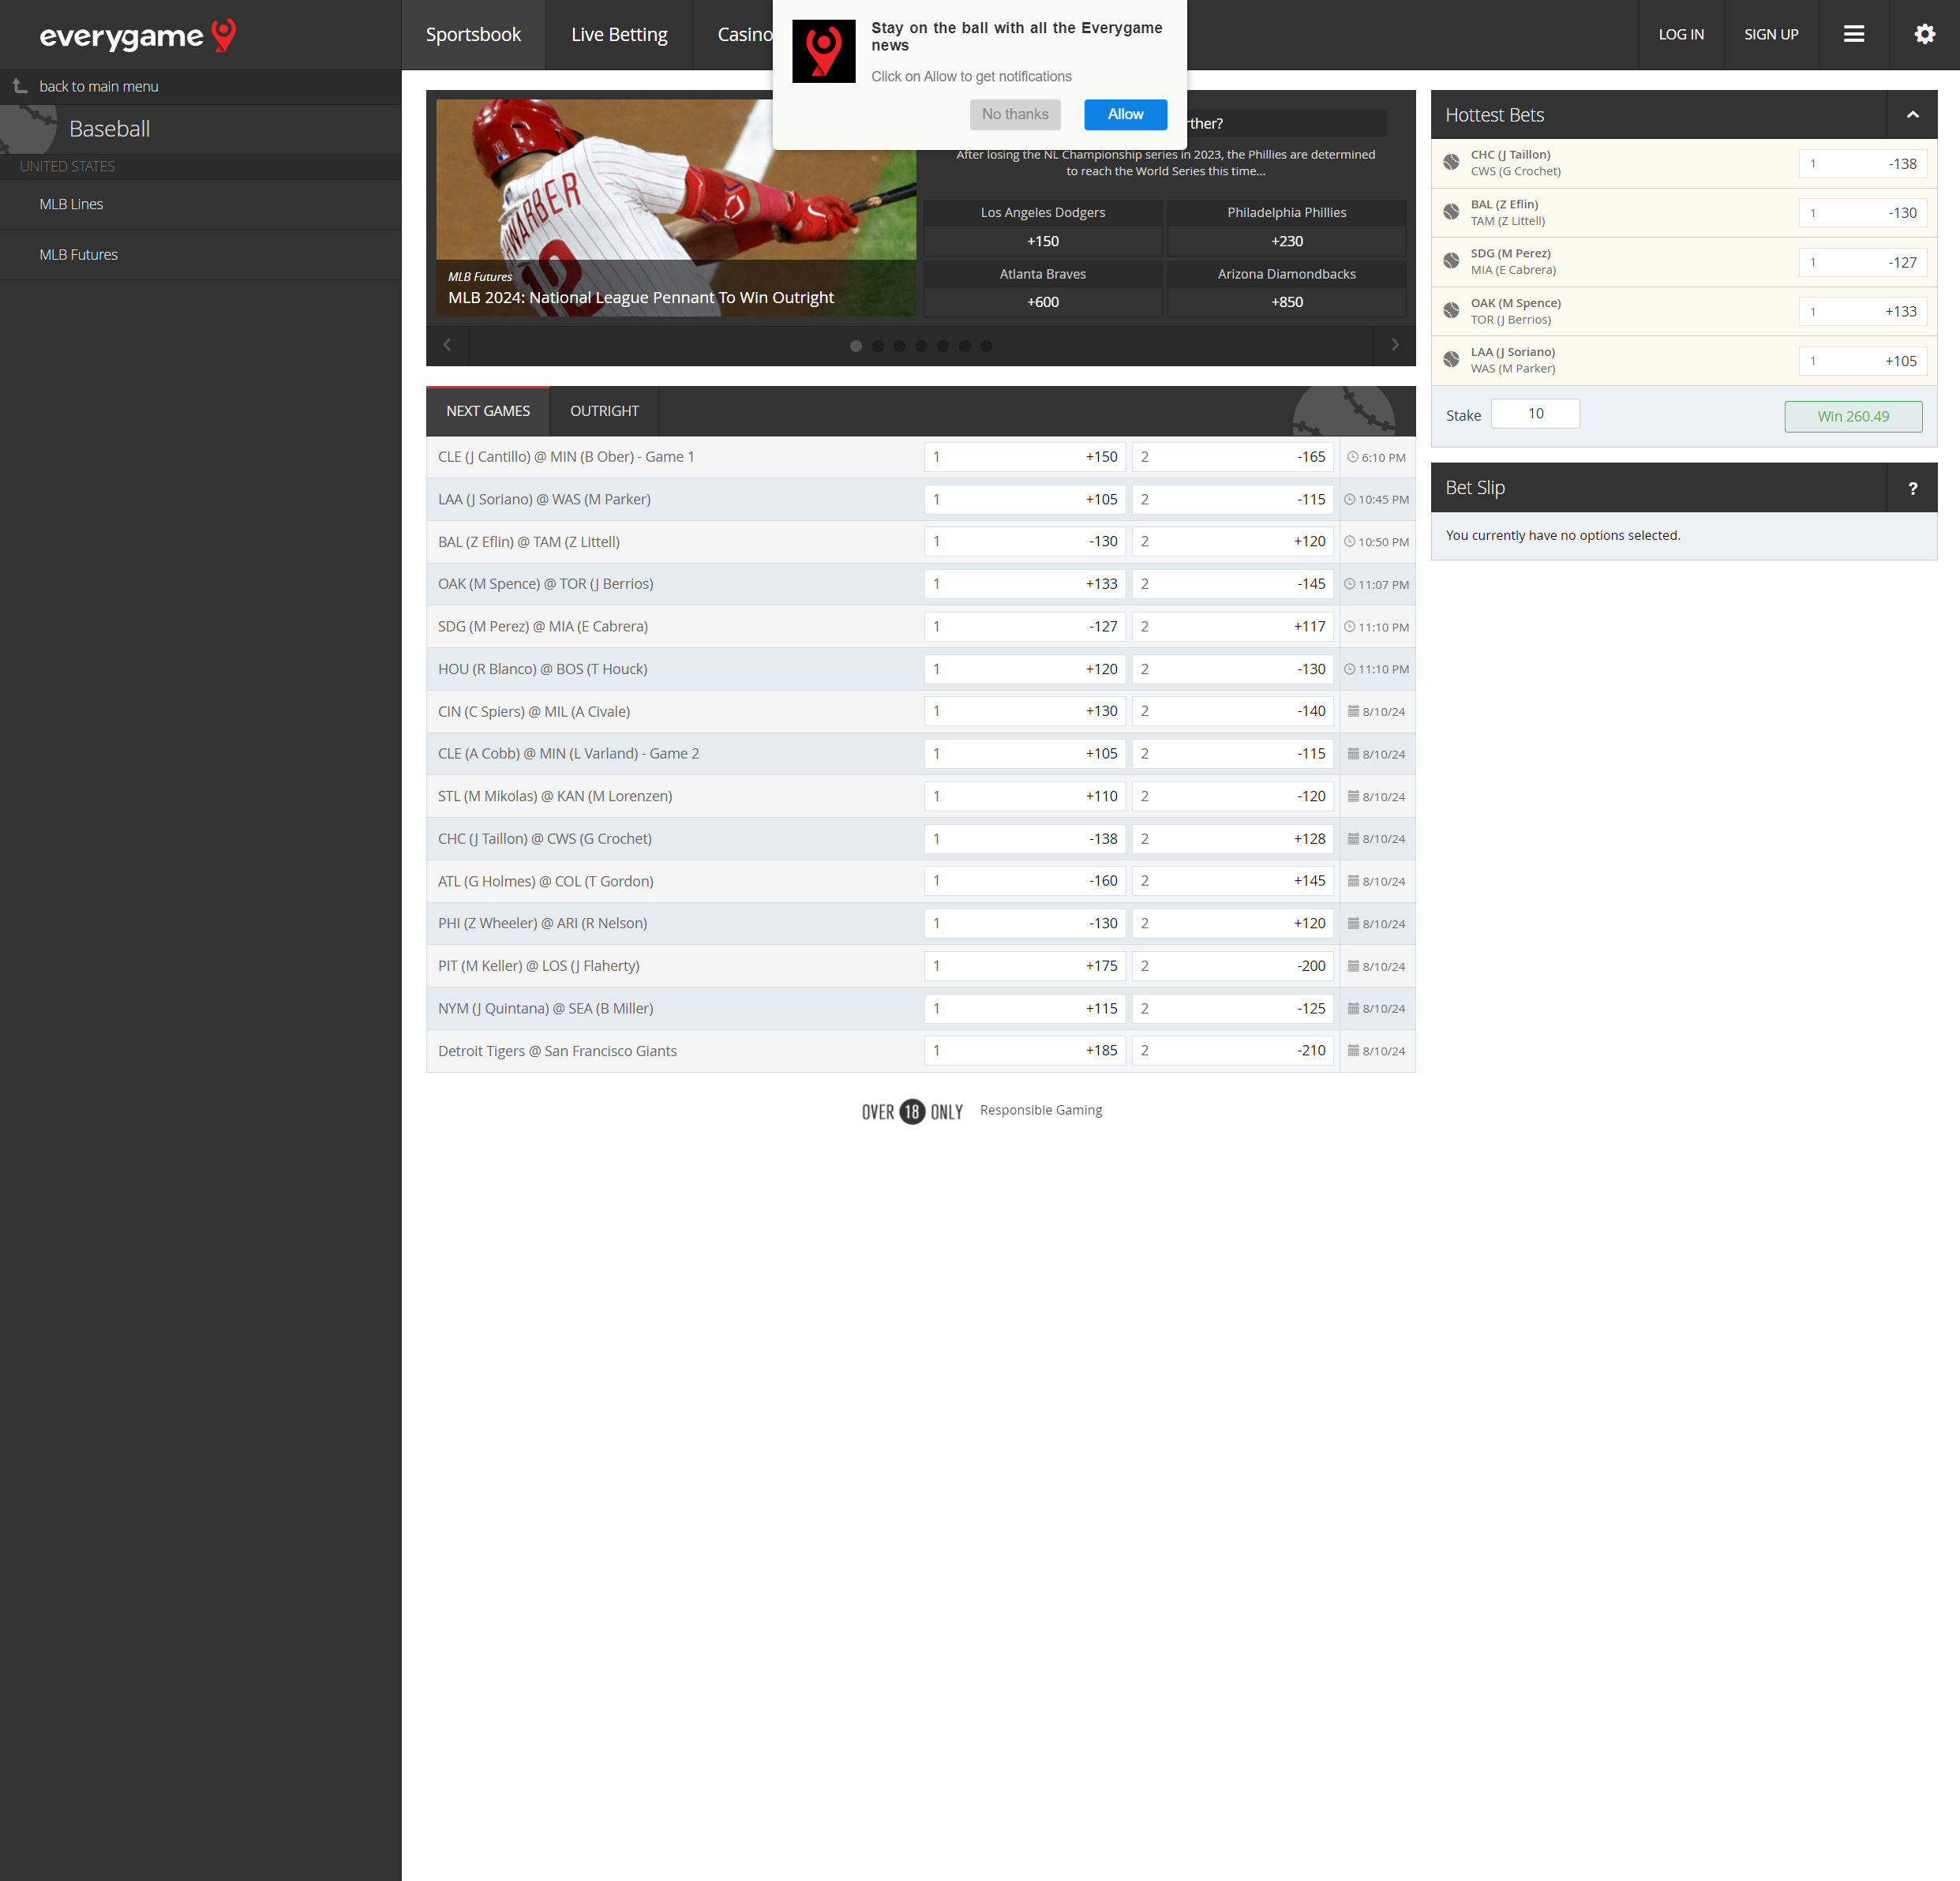 everygame
Sportsbook
Live Betting
Casino
LOG IN
SIGN UP
Stay on the ball with all the Everygame
news
Click on Allow to get notifications
No thanks
Allow
back to main menu
Baseball
UNITED STATES
MLB Lines
MLB Futures
MLB Futures
MLB 2024: National League Pennant To Win Outright
After losing the NL Championship series in 2023, the Phillies are determined
to reach the World Series this time...
Los Angeles Dodgers
+150
Philadelphia Phillies
+230
Atlanta Braves
+600
Arizona Diamondbacks
+850
NEXT GAMES
OUTRIGHT
CLE (J Cantillo) @ MIN (B Ober) - Game 1 1 +150 2 -165 6:10 PM
LAA (J Soriano) @ WAS (M Parker) 1 +105 2 -115 10:45 PM
BAL (Z Eflin) @ TAM (Z Littell) 1 -130 2 +120 10:50 PM
OAK (M Spence) @ TOR (J Berrios) 1 +133 2 -145 11:07 PM
SDG (M Perez) @ MIA (E Cabrera) 1 -127 2 +117 11:10 PM
HOU (R Blanco) @ BOS (T Houck) 1 +120 2 -130 11:10 PM
CIN (C Spiers) @ MIL (A Civale) 1 +130 2 -140 8/10/24
CLE (A Cobb) @ MIN (L Varland) - Game 2 1 +105 2 -115 8/10/24
STL (M Mikolas) @ KAN (M Lorenzen) 1 +110 2 -120 8/10/24
CHC (J Taillon) @ CWS (G Crochet) 1 -138 2 +128 8/10/24
ATL (G Holmes) @ COL (T Gordon) 1 -160 2 +145 8/10/24
PHI (Z Wheeler) @ ARI (R Nelson) 1 -130 2 +120 8/10/24
PIT (M Keller) @ LOS (J Flaherty) 1 +175 2 -200 8/10/24
NYM (J Quintana) @ SEA (B Miller) 1 +115 2 -125 8/10/24
Detroit Tigers @ San Francisco Giants 1 +185 2 -210 8/10/24
OVER 18 ONLY Responsible Gaming
Hottest Bets
CHC (J Taillon)
CWS (G Crochet)
1 -138
BAL (Z Eflin)
TAM (Z Littell)
1 -130
SDG (M Perez)
MIA (E Cabrera)
1 -127
OAK (M Spence)
TOR (J Berrios)
1 +133
LAA (J Soriano)
WAS (M Parker)
1 +105
Stake 10 Win 260.49
Bet Slip ?
You currently have no options selected.